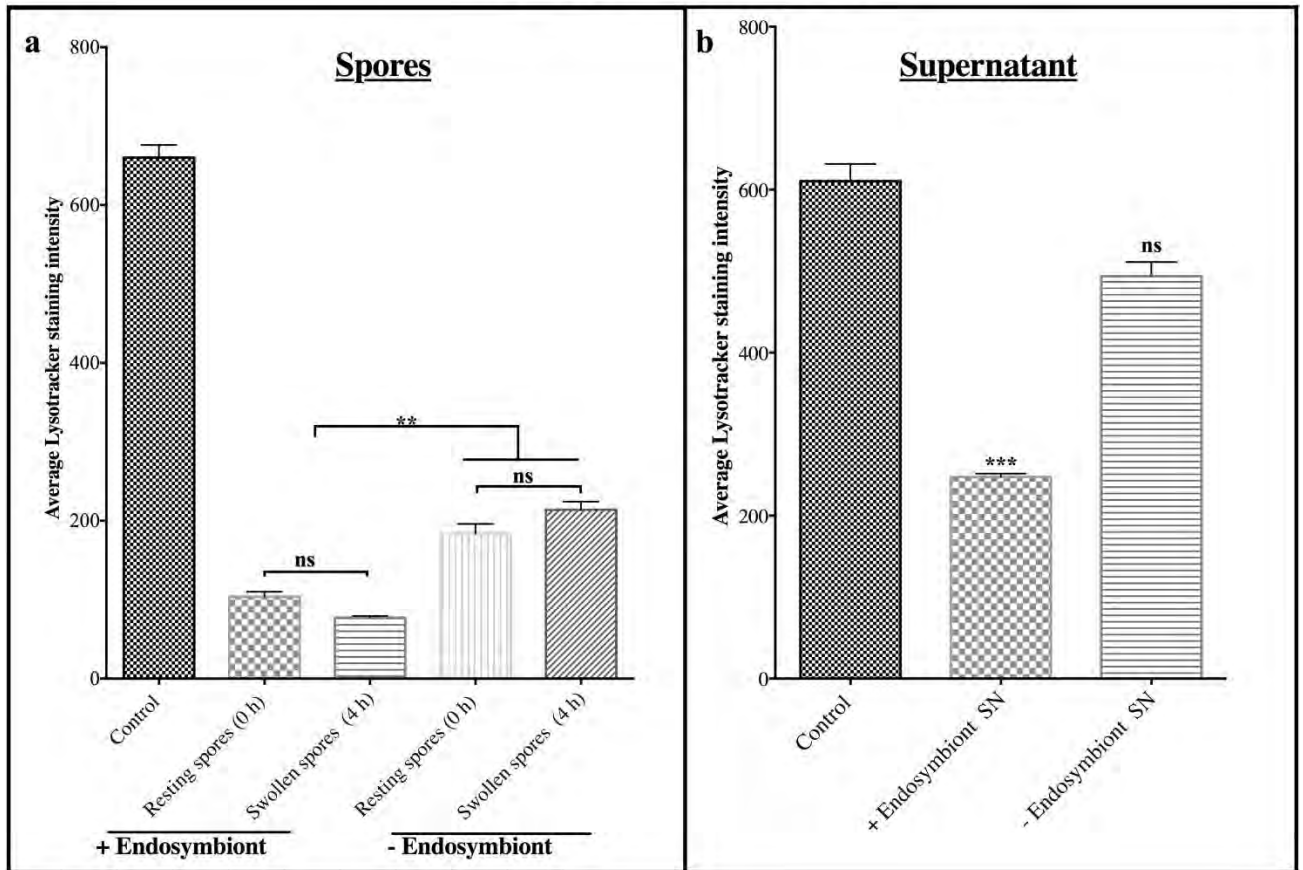 a
Spores
Average Lysotracker staining intensity
800
600
400
200
0
**
ns
ns
Control
Resting spores (0 h)
Swollen spores (4 h)
Resting spores (0 h)
Swollen spores (4 h)
+ Endosymbiont
- Endosymbiont
b
Supernatant
Average Lysotracker staining intensity
800
600
400
200
0
***
ns
Control
+ Endosymbiont SN
- Endosymbiont SN